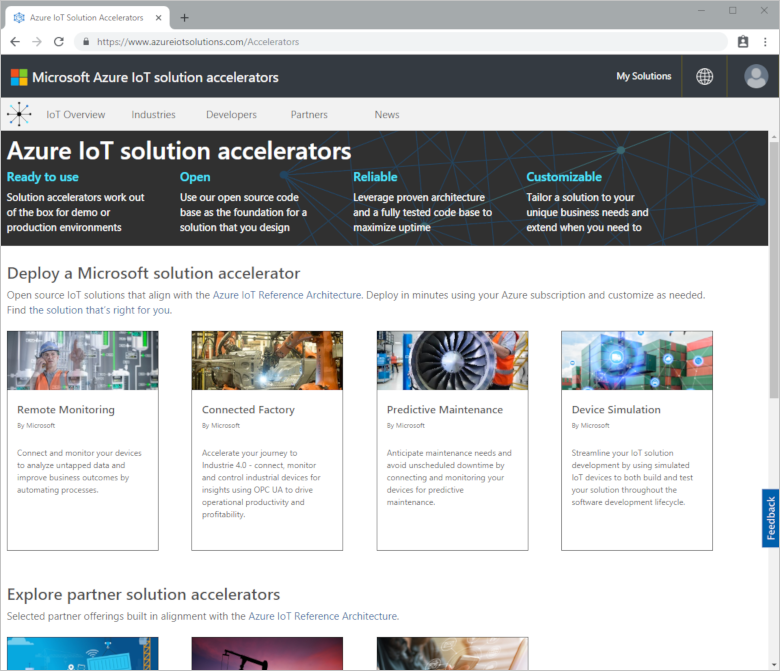 Azure IoT Solution Accelerators
https://www.azureiotsolutions.com/Accelerators
Microsoft Azure IoT solution accelerators
My Solutions
IoT Overview
Industries
Developers
Partners
News
Azure IoT solution accelerators
Ready to use
Solution accelerators work out
of the box for demo or
production environments
Open
Use our open source code
base as the foundation for a
solution that you design
Reliable
Leverage proven architecture
and a fully tested code base to
maximize uptime
Customizable
Tailor a solution to your
unique business needs and
extend when you need to
Deploy a Microsoft solution accelerator
Open source IoT solutions that align with the Azure IoT Reference Architecture. Deploy in minutes using your Azure subscription and customize as needed.
Find the solution that's right for you.
Remote Monitoring
By Microsoft
Connect and monitor your devices
to analyze untapped data and
improve business outcomes by
automating processes.
Connected Factory
By Microsoft
Accelerate your journey to
Industrie 4.0 - connect, monitor
and control industrial devices for
insights using OPC UA to drive
operational productivity and
profitability.
Predictive Maintenance
By Microsoft
Anticipate maintenance needs and
avoid unscheduled downtime by
connecting and monitoring your
devices for predictive
maintenance.
Device Simulation
By Microsoft
Streamline your IoT solution
development by using simulated
IoT devices to both build and test
your solution throughout the
software development lifecycle.
Feedback
Explore partner solution accelerators
Selected partner offerings built in alignment with the Azure IoT Reference Architecture.